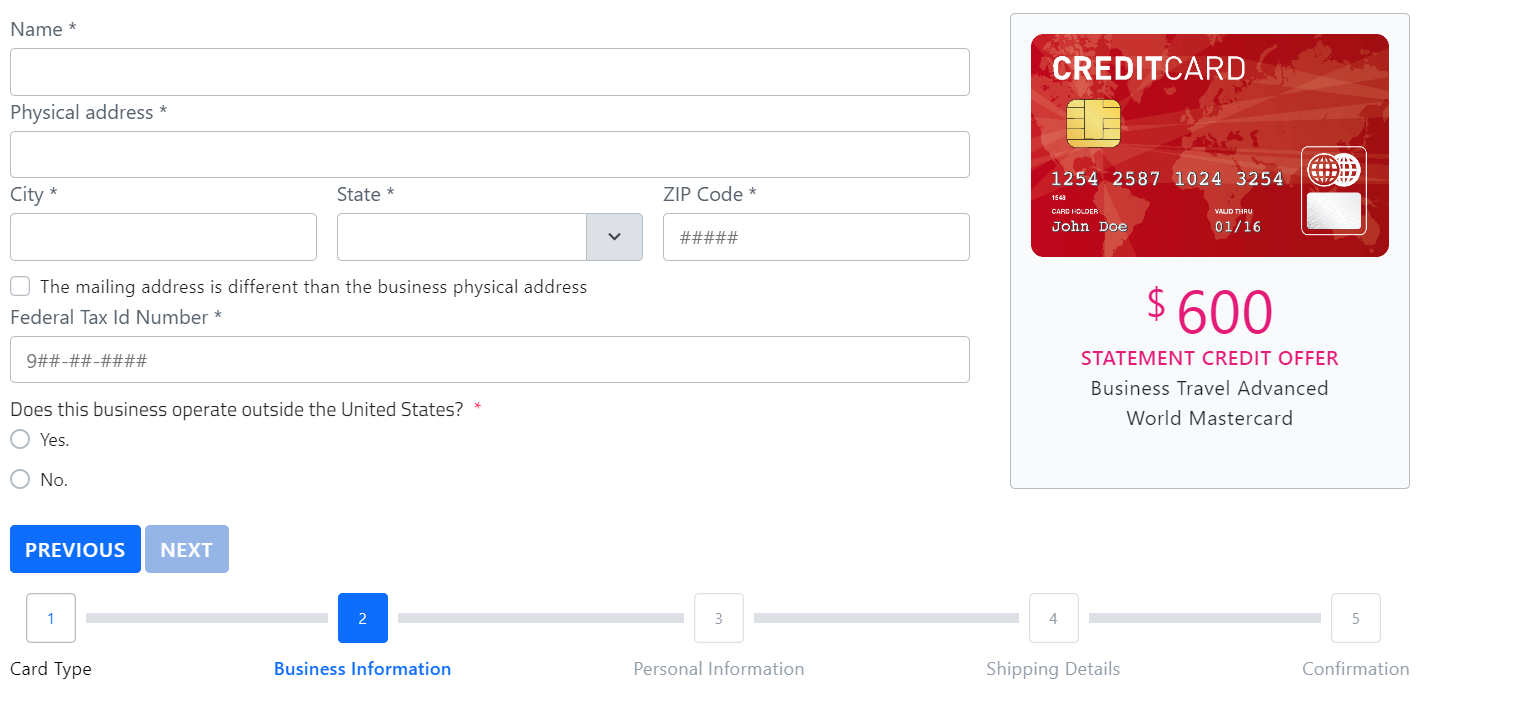 Name *
Physical address *
City * State * ZIP Code *
#####
The mailing address is different than the business physical address
Federal Tax Id Number *
9##-##-####
Does this business operate outside the United States? *
Yes.
No.
PREVIOUS NEXT
CREDITCARD
1254 2587 1024 3254
1548
CARD HOLDER VALID THRU
John Doe 01/16
$ 600
STATEMENT CREDIT OFFER
Business Travel Advanced
World Mastercard
1 2 3 4 5
Card Type Business Information Personal Information Shipping Details Confirmation